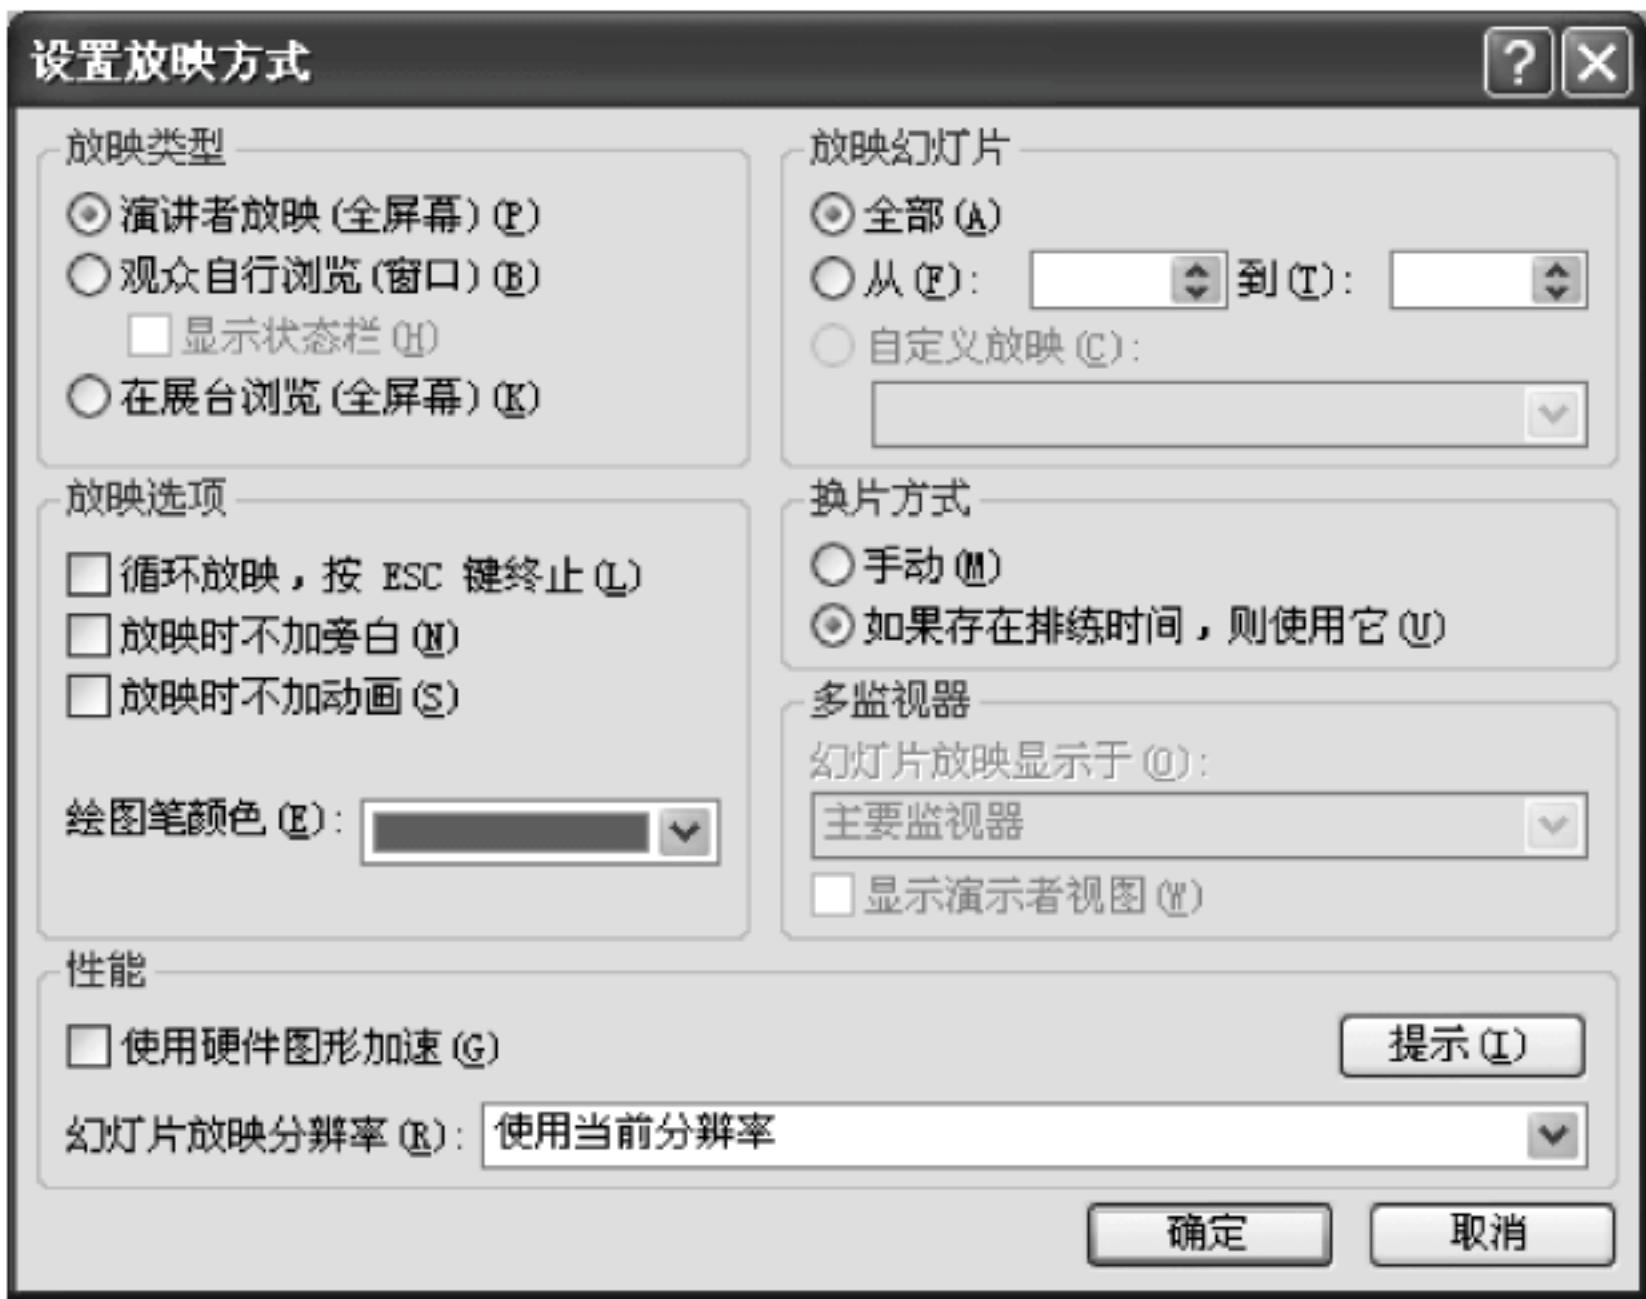 设置放映方式
放映类型
演讲者放映(全屏幕)(P)
观众自行浏览(窗口)(B)
显示状态栏(H)
在展台浏览(全屏幕)(K)
放映幻灯片
全部(A)
从(F): 到(T):
自定义放映(C):
放映选项
循环放映，按 ESC 键终止(L)
放映时不加旁白(N)
放映时不加动画(S)
绘图笔颜色(E):
换片方式
手动(M)
如果存在排练时间，则使用它(U)
多监视器
幻灯片放映显示于(O):
主要监视器
显示演示者视图(W)
性能
使用硬件图形加速(G)
提示(I)
幻灯片放映分辨率(R): 使用当前分辨率
确定 取消